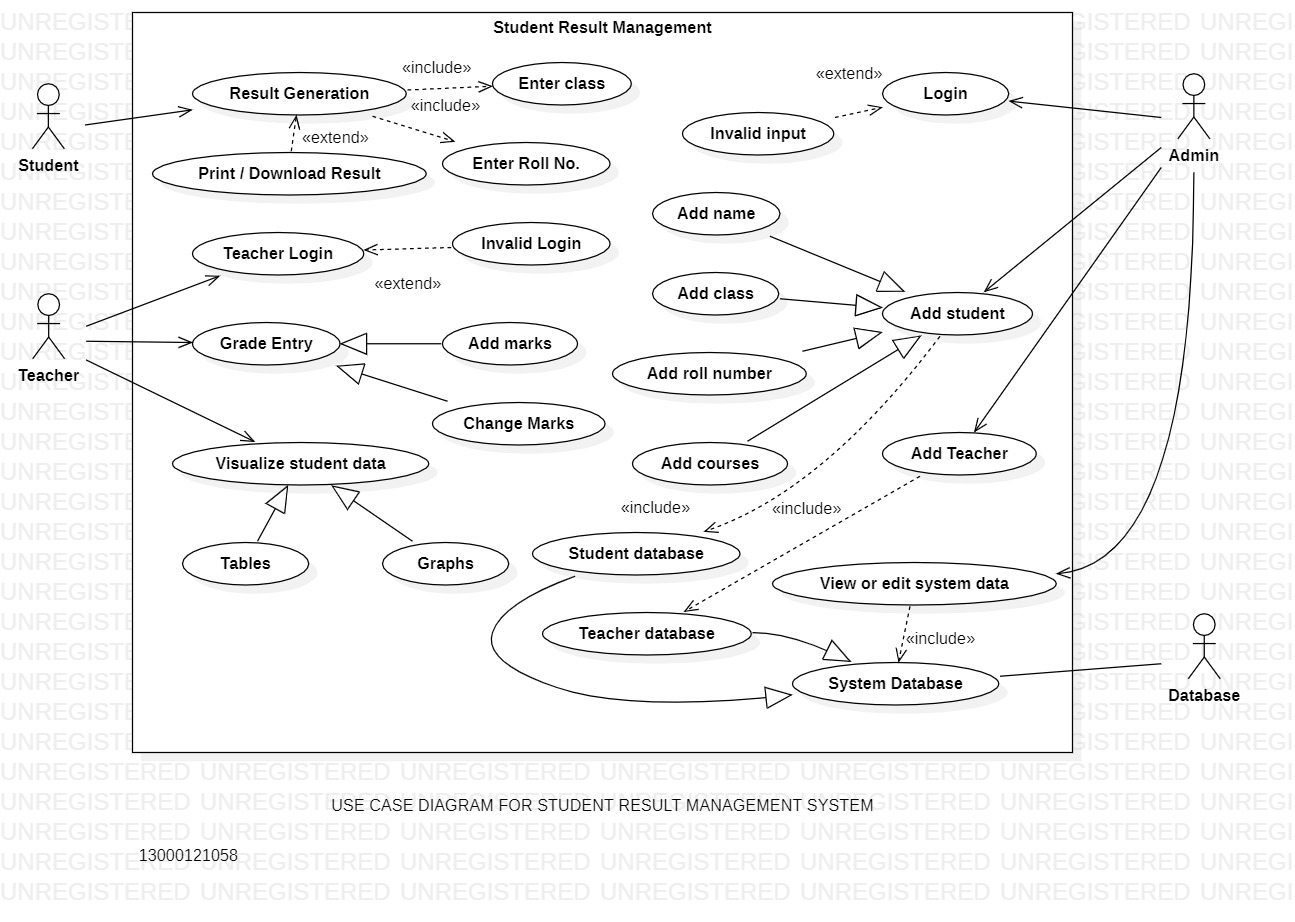 Student Result Management
«include»
Enter class
Result Generation
«include»
«extend»
Print / Download Result
Enter Roll No.
Student
«extend»
Login
Invalid input
Admin
Add name
Teacher Login
Invalid Login
«extend»
Add class
Add student
Teacher
Grade Entry
Add marks
Add roll number
Change Marks
Visualize student data
Add courses
Add Teacher
«include»
«include»
Tables
Graphs
Student database
View or edit system data
Teacher database
«include»
System Database
Database
USE CASE DIAGRAM FOR STUDENT RESULT MANAGEMENT SYSTEM
13000121058
UNREGISTERED UNREGISTERED UNREGISTERED UNREGISTERED UNREGISTERED UNREGISTERED UNREGI